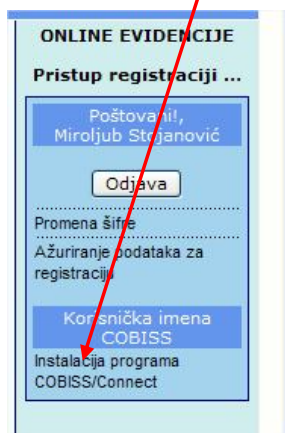 ONLINE EVIDENCIJE
Pristup registraciji ...
Poštovani!,
Miroljub Stojanović
Odjava
Promena šifre
Ažuriranje podataka za
registraciju
Korisnička imena
COBISS
Instalacija programa
COBISS/Connect